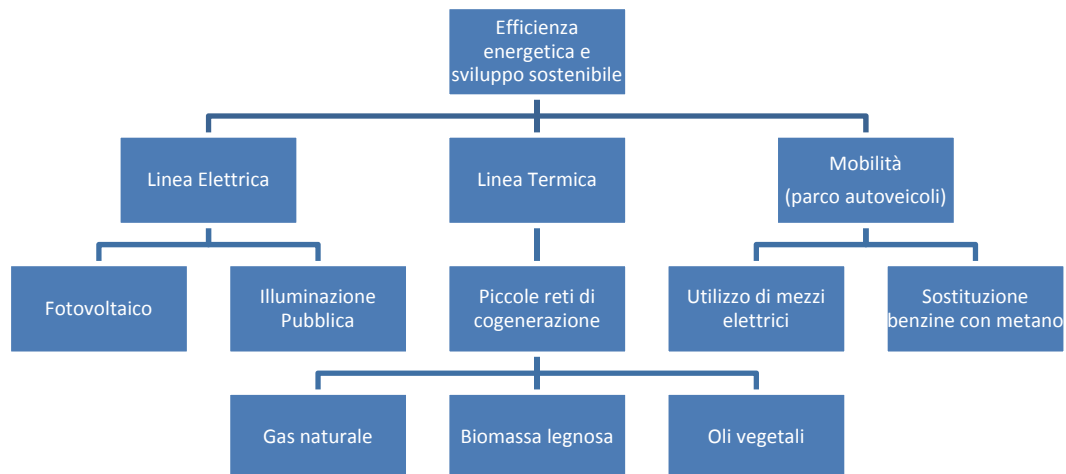 Efficienza
energetica e
sviluppo sostenibile
Linea Elettrica
Linea Termica
Mobilità
(parco autoveicoli)
Fotovoltaico
Illuminazione
Pubblica
Piccole reti di
cogenerazione
Utilizzo di mezzi
elettrici
Sostituzione
benzine con metano
Gas naturale
Biomassa legnosa
Oli vegetali